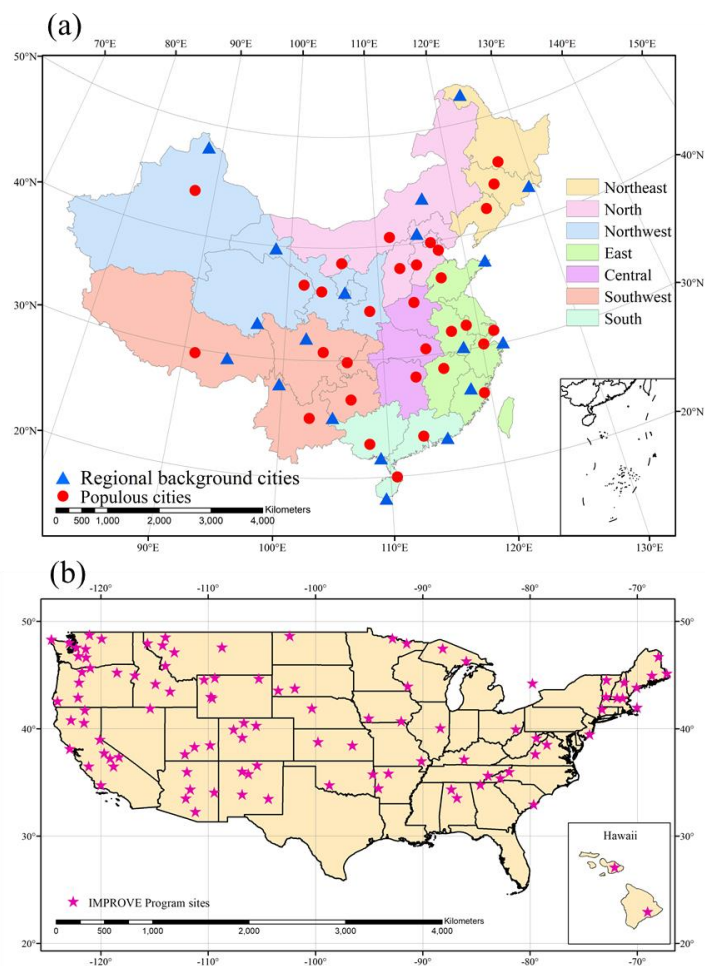 (a)
70°E 80°E 90°E 100°E 110°E 120°E 130°E 140°E 150°E
50°N
40°N
40°N
Northeast
North
Northwest
East
Central
Southwest
South
30°N
30°N
20°N
20°N
Regional background cities
Populous cities
0 500 1,000 2,000 3,000 4,000 Kilometers
90°E 100°E 110°E 120°E 130°E
(b)
-120° -110° -100° -90° -80° -70°
50° 50°
40° 40°
30° 30°
Hawaii
IMPROVE Program sites
0 500 1,000 2,000 3,000 4,000 Kilometers
20° 20°
-120° -110° -100° -90° -80° -70°